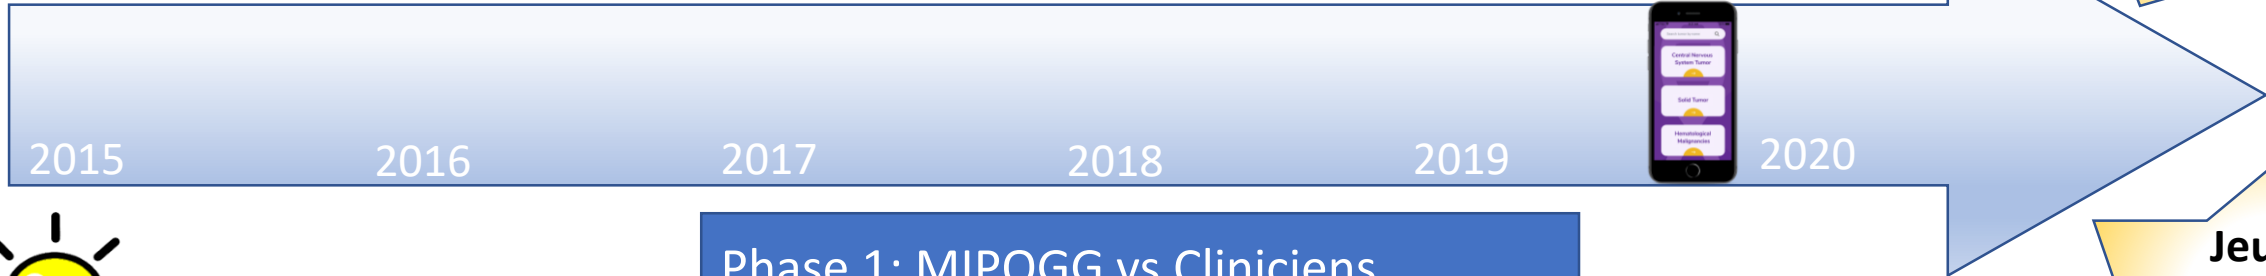 2015 2016 2017 2018 2019 2020
Central Nervous
System Tumor
Solid Tumor
Hematological
Malignancies
Phase 1: MIPOGG vs Cliniciens